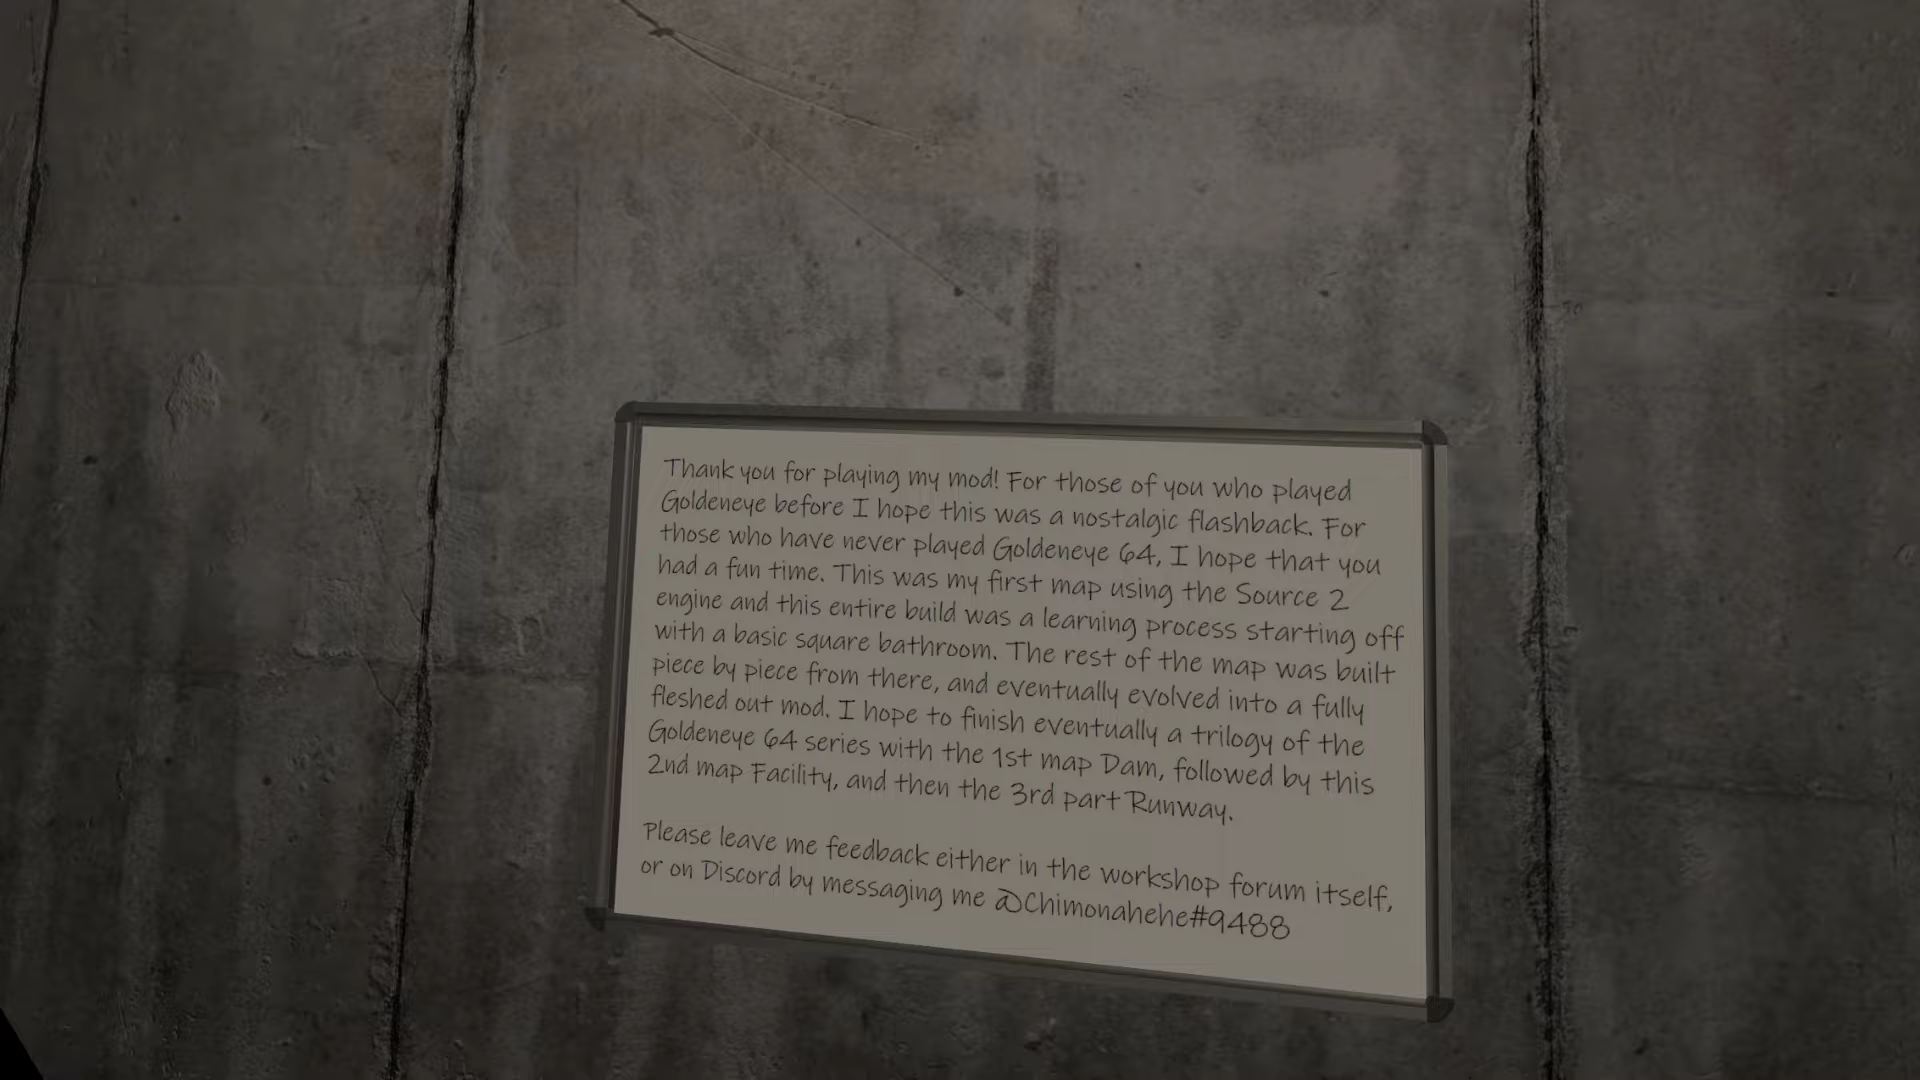 Thank you for playing my mod! For those of you who played
Goldeneye before I hope this was a nostalgic flashback. For
those who have never played Goldeneye 64, I hope that you
had a fun time. This was my first map using the Source 2
engine and this entire build was a learning process starting off
with a basic square bathroom. The rest of the map was built
piece by piece from there, and eventually evolved into a fully
fleshed out mod. I hope to finish eventually a trilogy of the
Goldeneye 64 series with the 1st map Dam, followed by this
2nd map Facility, and then the 3rd part Runway.
Please leave me feedback either in the workshop forum itself,
or on Discord by messaging me @Chimonahehe#9488